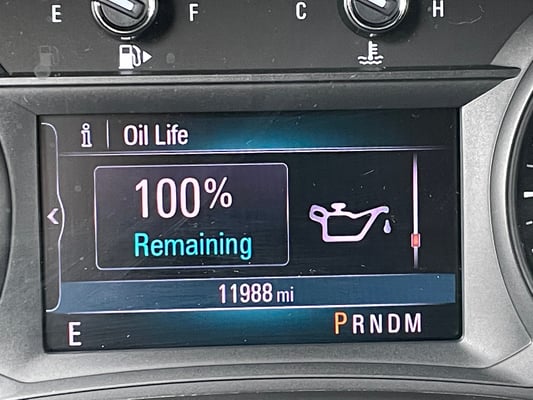 E F C H
i Oil Life
100%
Remaining
11988 mi
E PRNDM